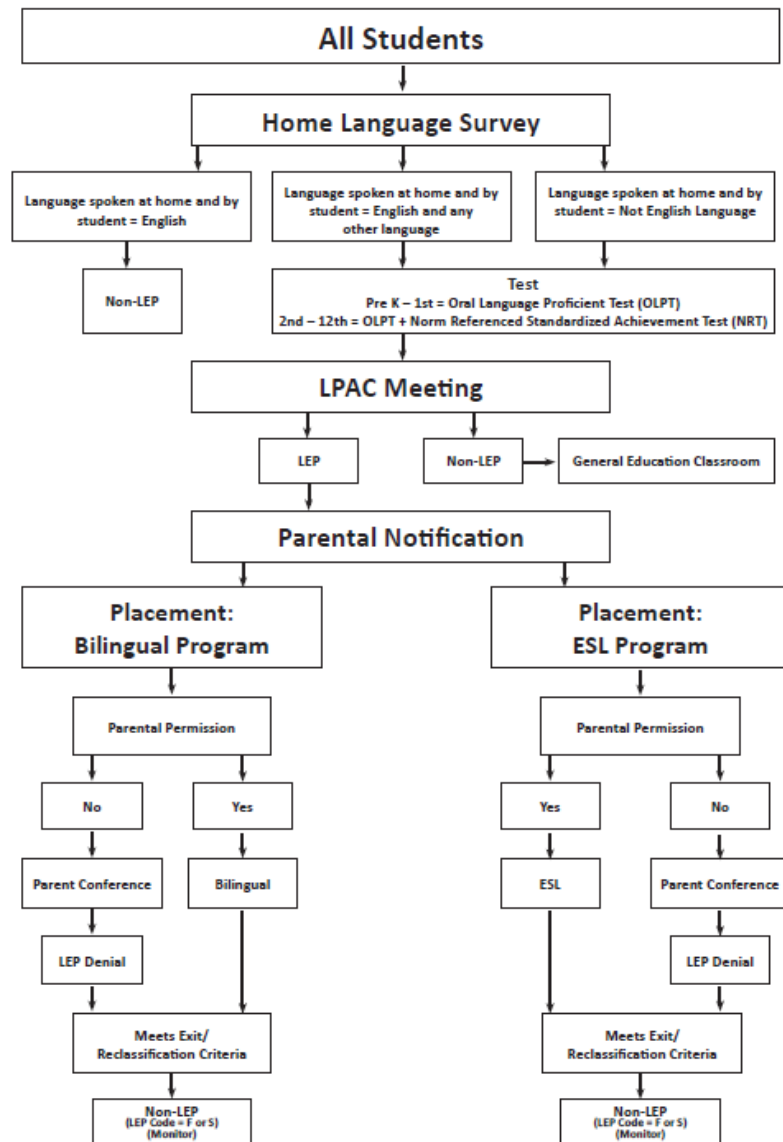 All Students
Home Language Survey
Language spoken at home and by
student = English
Language spoken at home and by
student = English and any
other language
Language spoken at home and by
student = Not English Language
Non-LEP
Test
Pre K – 1st = Oral Language Proficient Test (OLPT)
2nd – 12th = OLPT + Norm Referenced Standardized Achievement Test (NRT)
LPAC Meeting
LEP
Non-LEP
General Education Classroom
Parental Notification
Placement:
Bilingual Program
Placement:
ESL Program
Parental Permission
Parental Permission
No
Yes
Yes
No
Parent Conference
Bilingual
ESL
Parent Conference
LEP Denial
LEP Denial
Meets Exit/
Reclassification Criteria
Meets Exit/
Reclassification Criteria
Non-LEP
(LEP Code = F or S)
(Monitor)
Non-LEP
(LEP Code = F or S)
(Monitor)